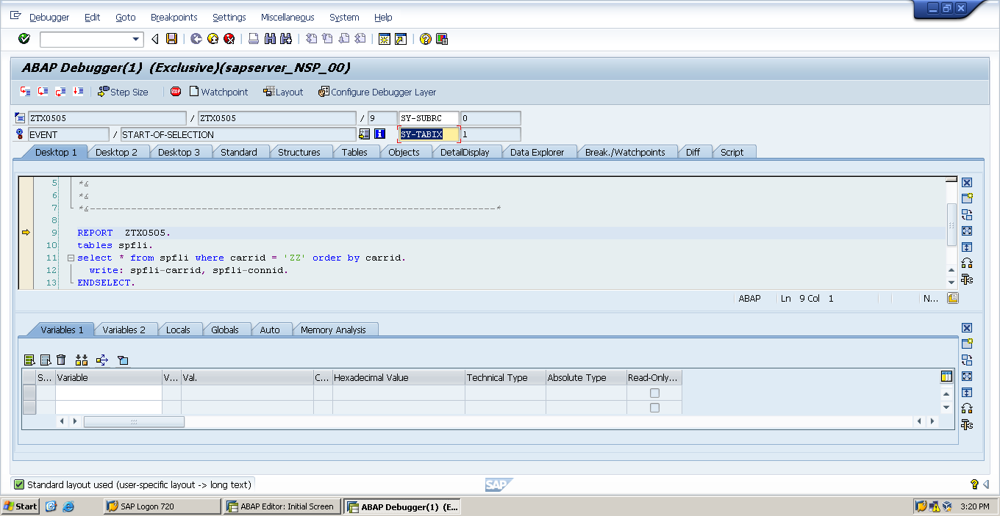 Debugger Edit Goto Breakpoints Settings Miscellaneous System Help
ABAP Debugger(1) (Exclusive)(sapserver_NSP_00)
Step Size STOP Watchpoint Layout Configure Debugger Layer
ZTX0505 / ZTX0505 / 9 SY-SUBRC 0
EVENT / START-OF-SELECTION SY-TABIX 1
Desktop 1 Desktop 2 Desktop 3 Standard Structures Tables Objects DetailDisplay Data Explorer Break./Watchpoints Diff Script
5 *&
6 *&
7 *&---------------------------------------------------------------------*
8
9 REPORT  ZTX0505.
10 tables spfli.
11 select * from spfli where carrid = 'ZZ' order by carrid.
12   write: spfli-carrid, spfli-connid.
13 ENDSELECT.
ABAP Ln 9 Col 1 N...
Variables 1 Variables 2 Locals Globals Auto Memory Analysis
S... Variable V... Val. C... Hexadecimal Value Technical Type Absolute Type Read-Only...
Standard layout used (user-specific layout -> long text)
SAP
Start SAP Logon 720 ABAP Editor: Initial Screen ABAP Debugger(1) (E... 3:20 PM